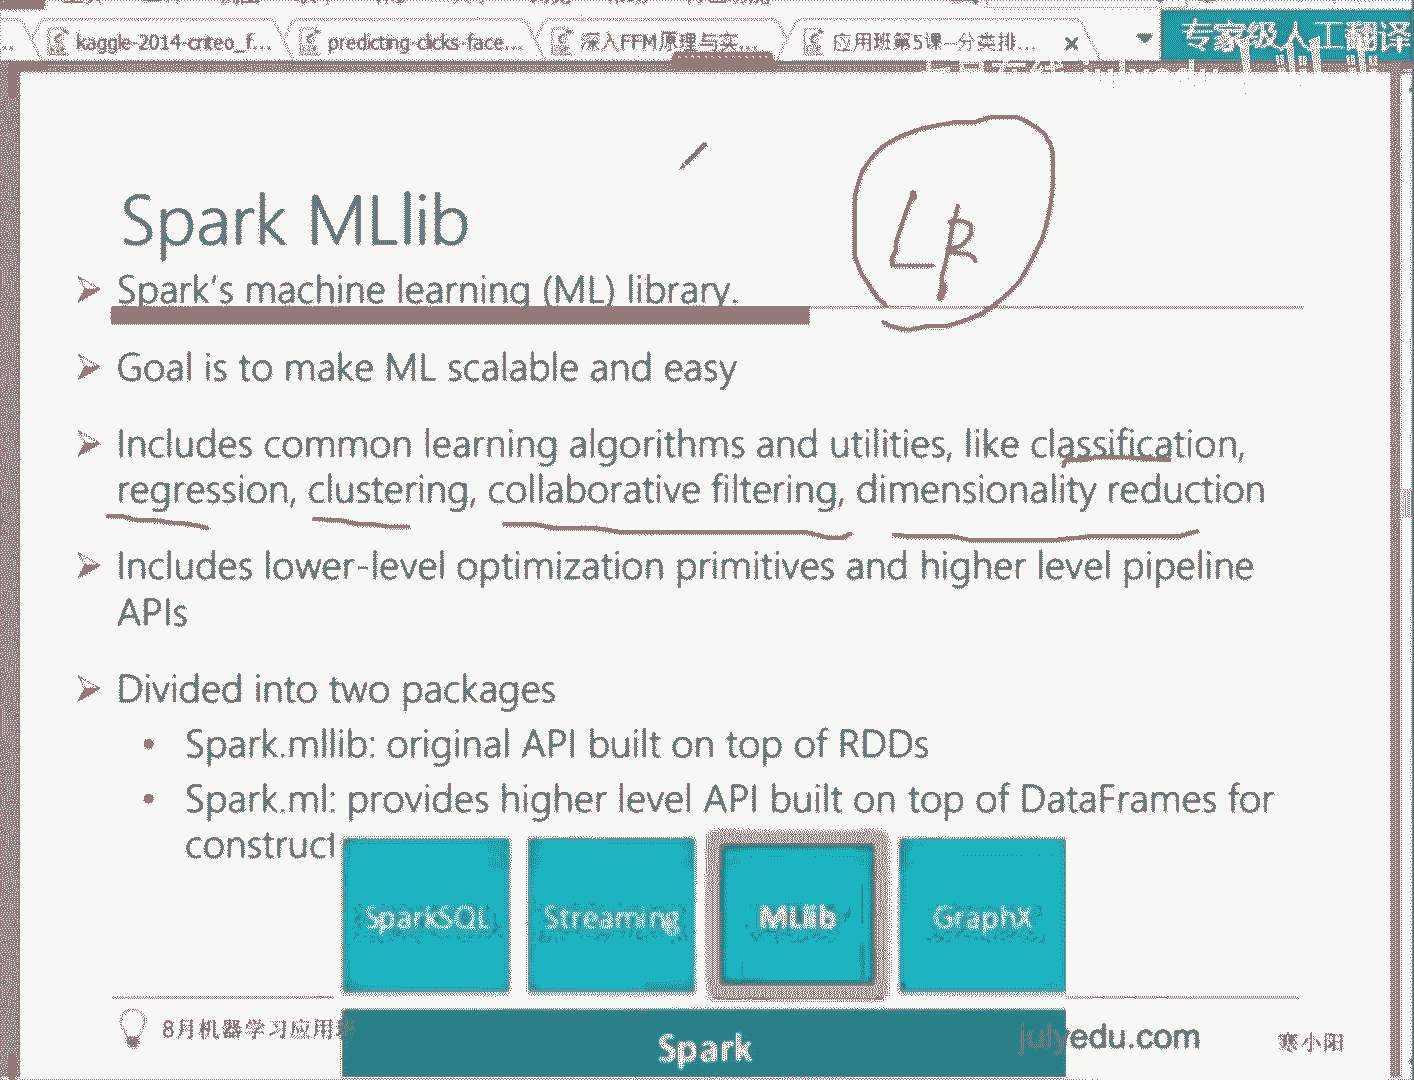 kaggle-2014-criteo_f...
predicting-clicks-face...
深入FFM原理与实...
应用班第5课--分类排...
专家级人工翻译
Spark MLlib
LR
➢ Spark's machine learning (ML) library.
➢ Goal is to make ML scalable and easy
➢ Includes common learning algorithms and utilities, like classification,
regression, clustering, collaborative filtering, dimensionality reduction
➢ Includes lower-level optimization primitives and higher level pipeline
APIs
➢ Divided into two packages
• Spark.mllib: original API built on top of RDDs
• Spark.ml: provides higher level API built on top of DataFrames for
construct
SparkSQL
Streaming
MLlib
GraphX
Spark
8月机器学习应用班
julyedu.com
寒小阳